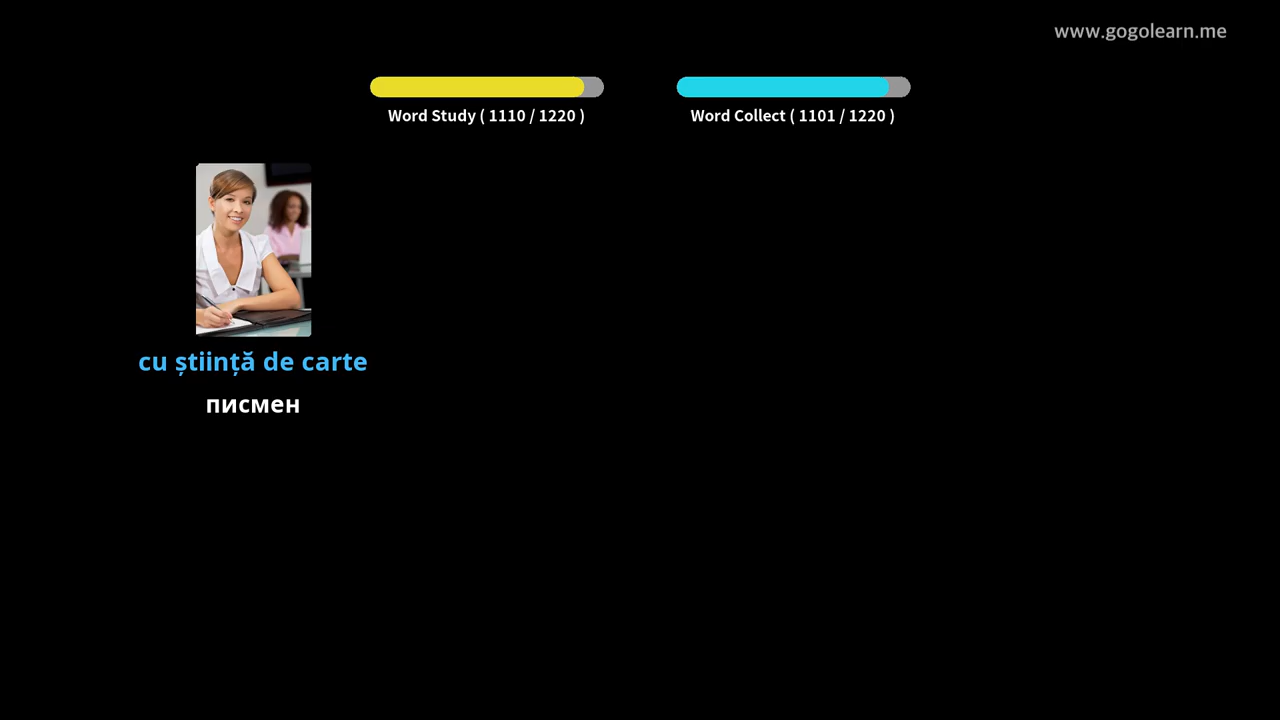 www.gogolearn.me
Word Study ( 1110 / 1220 )
Word Collect ( 1101 / 1220 )
cu știință de carte
писмен